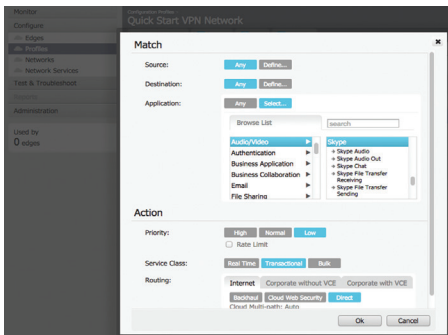 Monitor
Configure
Edges
Profiles
Networks
Network Services
Test & Troubleshoot
Administration
Used by
0 edges
Configuration Profiles
Quick Start VPN Network
Match
Source: Any Define...
Destination: Any Define...
Application: Any Select...
Browse List search
Audio/Video
Authentication
Business Application
Business Collaboration
Email
File Sharing
Skype
Skype Audio
Skype Audio Out
Skype Chat
Skype File Transfer
Receiving
Skype File Transfer
Sending
Action
Priority: High Normal Low
Rate Limit
Service Class: Real Time Transactional Bulk
Routing: Internet Corporate without VCE Corporate with VCE
Backhaul Cloud Web Security Direct
Cloud Multi-path: Auto
Ok Cancel